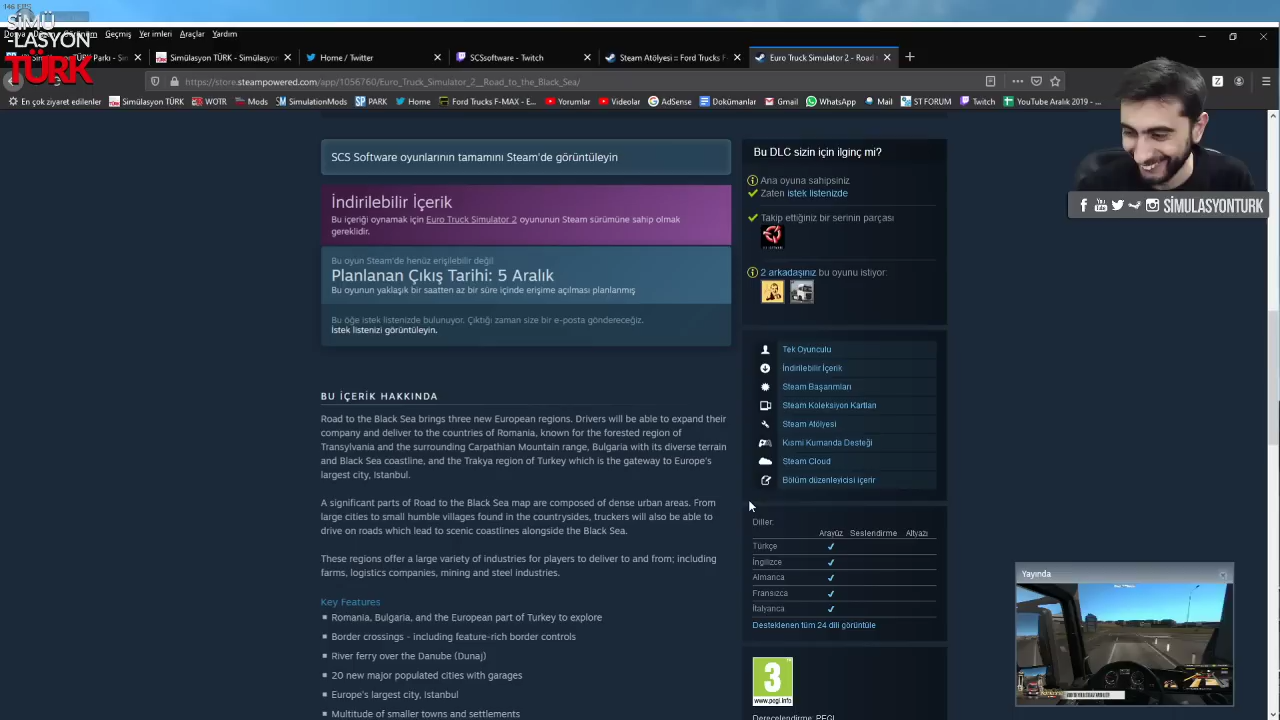 146 FPS
SİMÜ
-LASYON
TÜRK
Dosya Düzen Görünüm Geçmiş Yer imleri Araçlar Yardım
Simülasyon TÜRK
Home / Twitter
SCSsoftware - Twitch
Steam Atölyesi :: Ford Trucks F-
Euro Truck Simulator 2 - Road
https://store.steampowered.com/app/1056760/Euro_Truck_Simulator_2__Road_to_the_Black_Sea/
En çok ziyaret edilenler Simülasyon TÜRK WOTR Mods SimulationMods PARK Home Ford Trucks F-MAX - E... Yorumlar Videolar AdSense Dokümanlar Gmail WhatsApp Mail ST FORUM Twitch YouTube Aralık 2019 - ...
SİMULASYONTURK
SCS Software oyunlarının tamamını Steam'de görüntüleyin
İndirilebilir İçerik
Bu içeriği oynamak için Euro Truck Simulator 2 oyununun Steam sürümüne sahip olmak
gereklidir.
Bu oyun Steam'de henüz erişilebilir değil
Planlanan Çıkış Tarihi: 5 Aralık
Bu oyunun yaklaşık bir saatten az bir süre içinde erişime açılması planlanmış
Bu öğe istek listenizde bulunuyor. Çıktığı zaman size bir e-posta göndereceğiz.
İstek listenizi görüntüleyin.
BU İÇERİK HAKKINDA
Road to the Black Sea brings three new European regions. Drivers will be able to expand their
company and deliver to the countries of Romania, known for the forested region of
Transylvania and the surrounding Carpathian Mountain range, Bulgaria with its diverse terrain
and Black Sea coastline, and the Trakya region of Turkey which is the gateway to Europe's
largest city, Istanbul.
A significant parts of Road to the Black Sea map are composed of dense urban areas. From
large cities to small humble villages found in the countrysides, truckers will also be able to
drive on roads which lead to scenic coastlines alongside the Black Sea.
These regions offer a large variety of industries for players to deliver to and from; including
farms, logistics companies, mining and steel industries.
Key Features
Romania, Bulgaria, and the European part of Turkey to explore
Border crossings - including feature-rich border controls
River ferry over the Danube (Dunaj)
20 new major populated cities with garages
Europe's largest city, Istanbul
Multitude of smaller towns and settlements
Bu DLC sizin için ilginç mi?
Ana oyuna sahipsiniz
Zaten istek listenizde
Takip ettiğiniz bir serinin parçası
2 arkadaşınız bu oyunu istiyor:
Tek Oyunculu
İndirilebilir İçerik
Steam Başarımları
Steam Koleksiyon Kartları
Steam Atölyesi
Kısmi Kumanda Desteği
Steam Cloud
Bölüm düzenleyicisi içerir
Diller:
Arayüz Seslendirme Altyazı
Türkçe
İngilizce
Almanca
Fransızca
İtalyanca
Desteklenen tüm 24 dili görüntüle
3
www.pegi.info
Derecelendirme: PEGI
Yayında